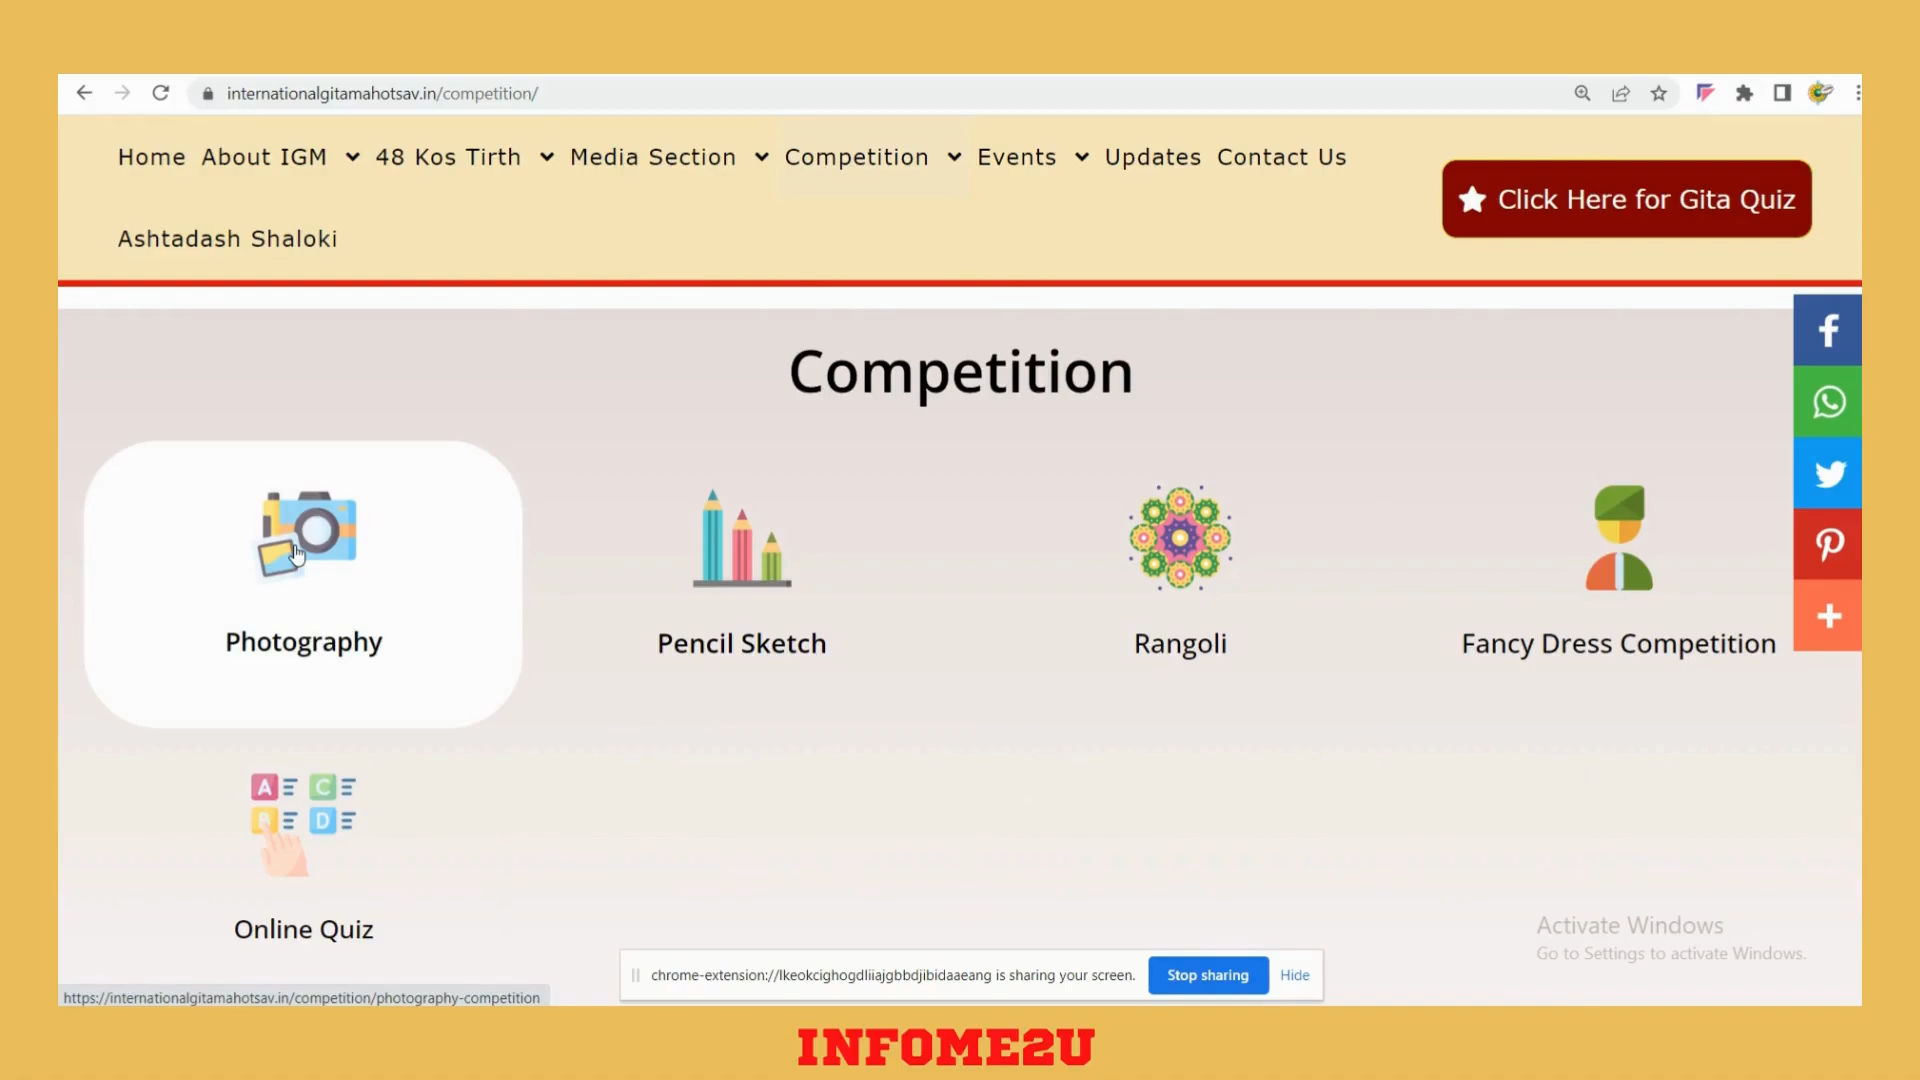 internationalgitamahotsav.in/competition/
Home About IGM 48 Kos Tirth Media Section Competition Events Updates Contact Us
Ashtadash Shaloki
Click Here for Gita Quiz
Competition
Photography
Pencil Sketch
Rangoli
Fancy Dress Competition
A C
B D
Online Quiz
Activate Windows
Go to Settings to activate Windows.
chrome-extension://lkeokcighogdliiajgbbdjibidaaeang is sharing your screen. Stop sharing Hide
https://internationalgitamahotsav.in/competition/photography-competition
INFOME2U